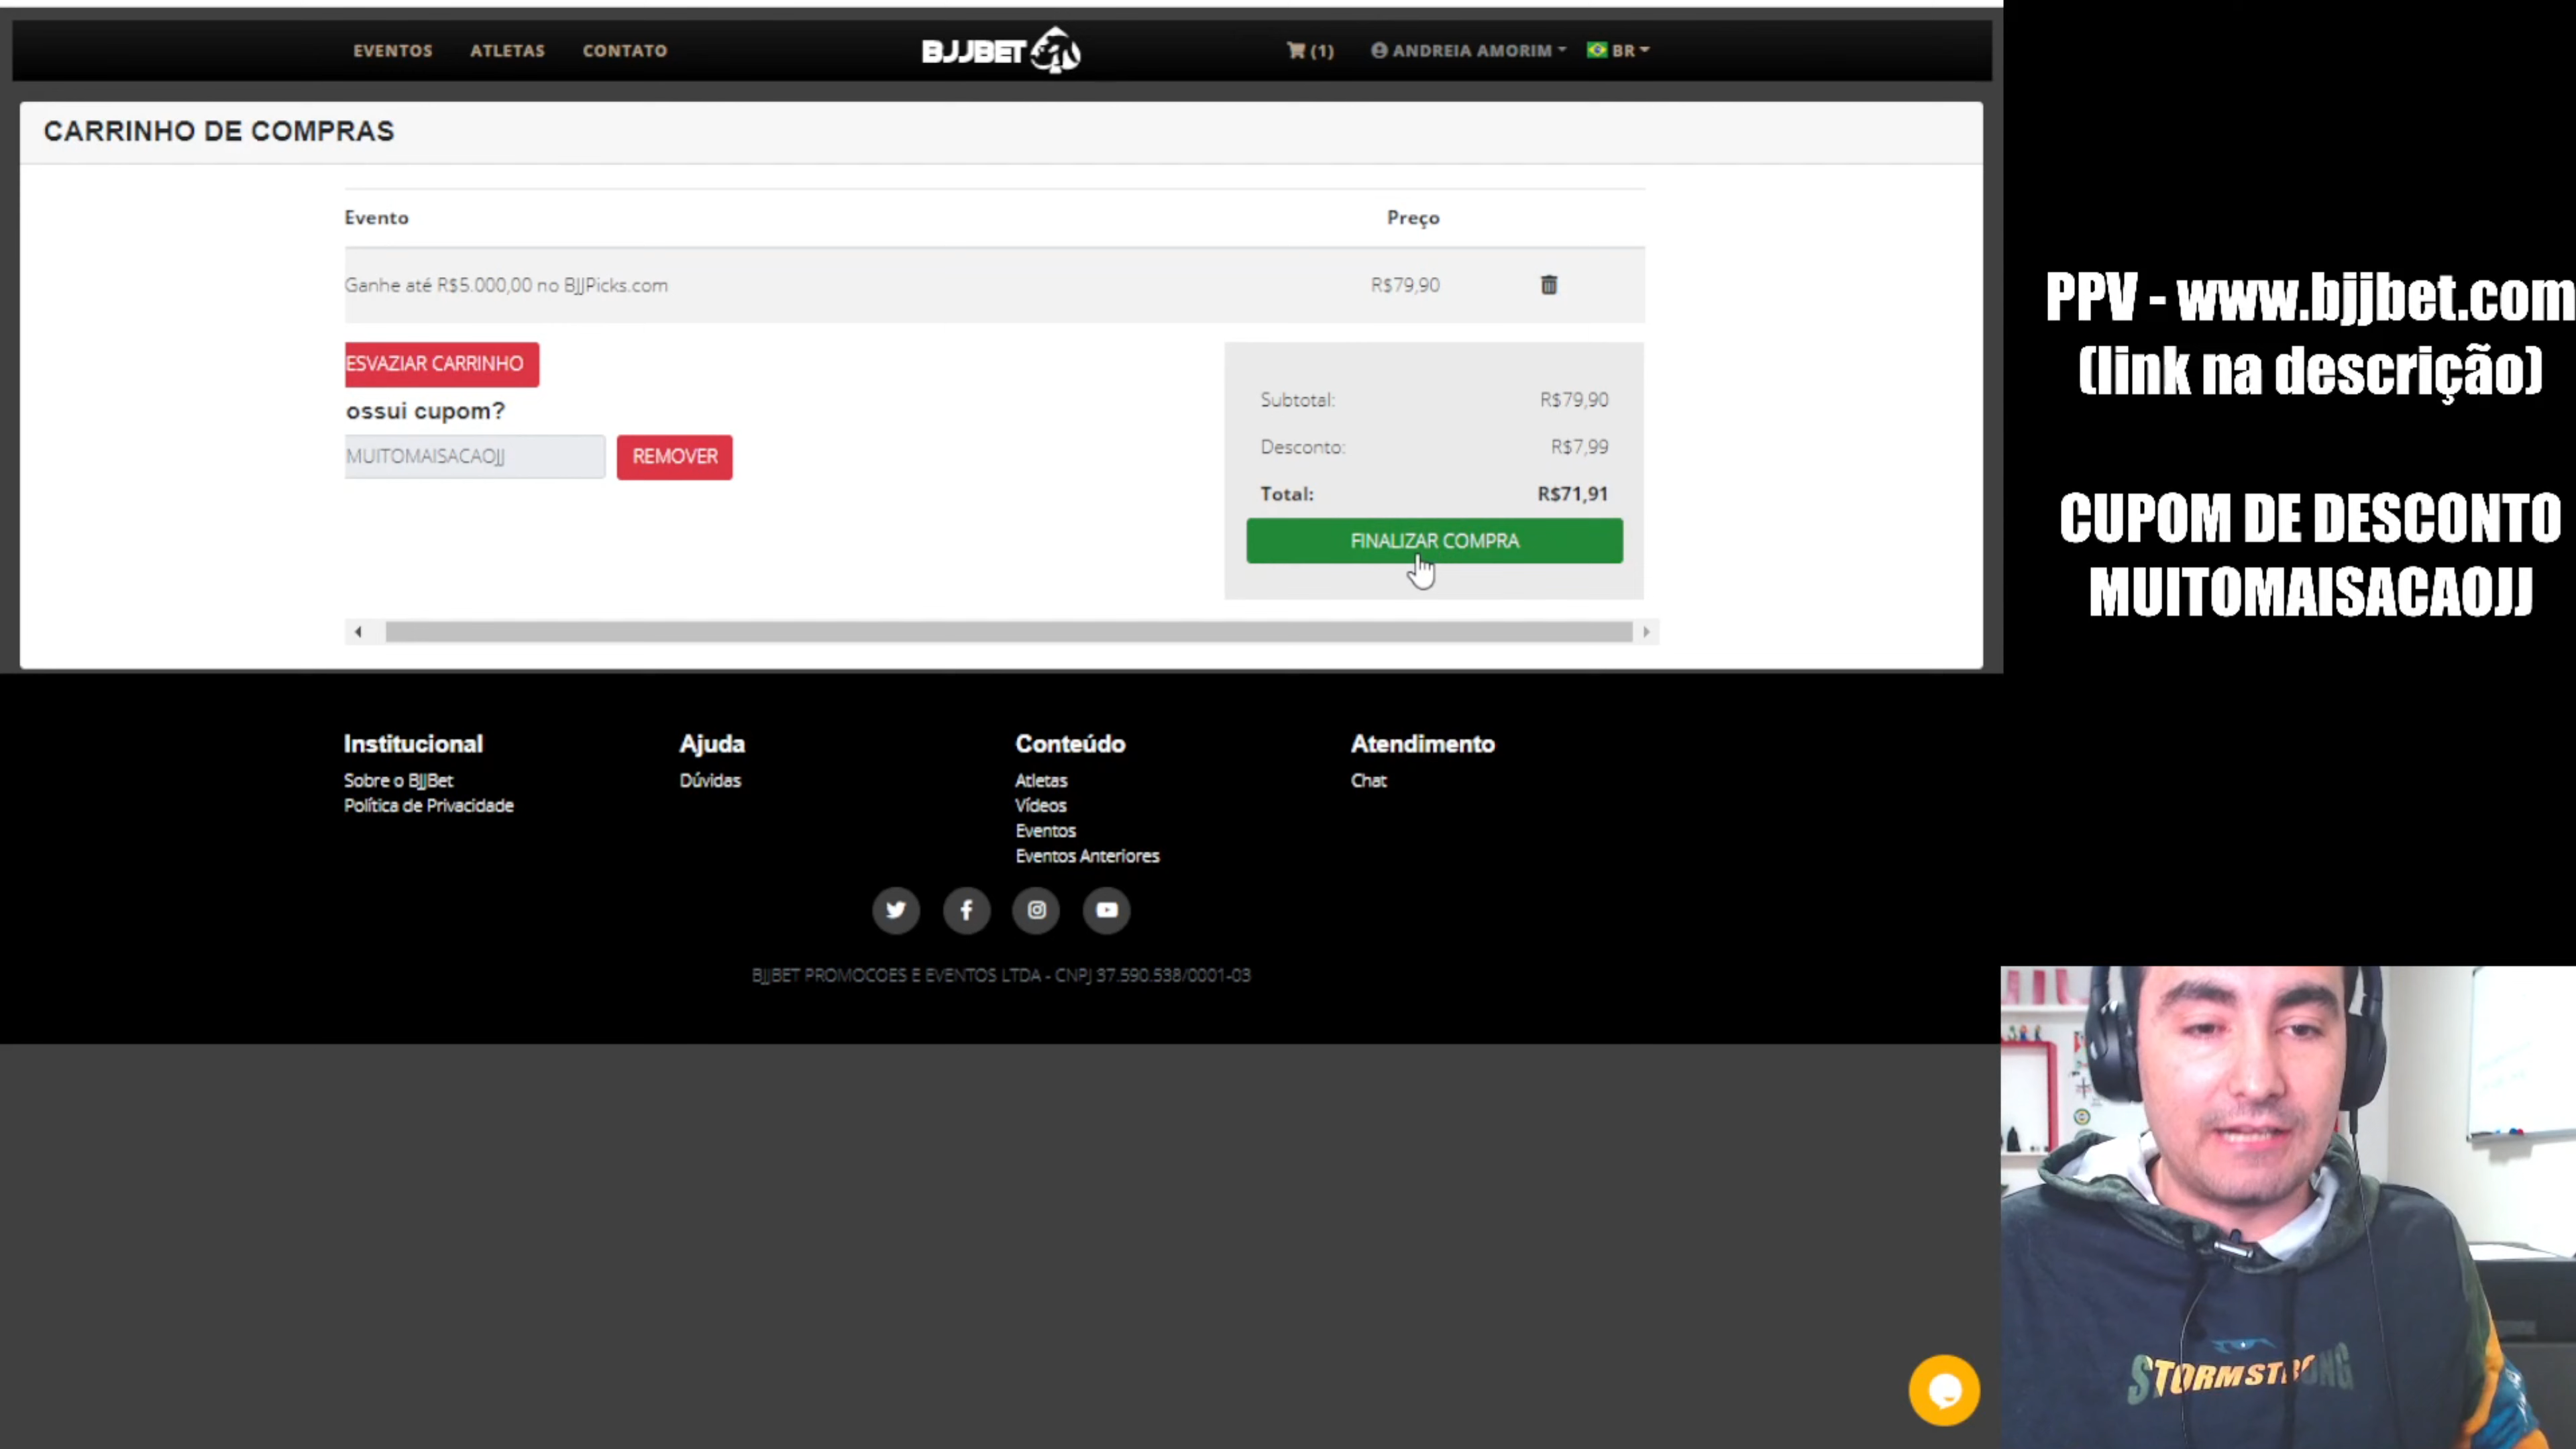 EVENTOS ATLETAS CONTATO BJJBET (1) ANDREIA AMORIM BR
CARRINHO DE COMPRAS
Evento Preço
Ganhe até R$5.000,00 no BJJPicks.com R$79,90
ESVAZIAR CARRINHO
ossui cupom?
MUITOMAISACAOJJ REMOVER
Subtotal: R$79,90
Desconto: R$7,99
Total: R$71,91
FINALIZAR COMPRA
PPV - www.bjjbet.com
(link na descrição)
CUPOM DE DESCONTO
MUITOMAISACAOJJ
Institucional
Sobre o BJJBet
Política de Privacidade
Ajuda
Dúvidas
Conteúdo
Atletas
Vídeos
Eventos
Eventos Anteriores
Atendimento
Chat
BJJBET PROMOCOES E EVENTOS LTDA - CNPJ 37.590.538/0001-03
STORMSTRONG